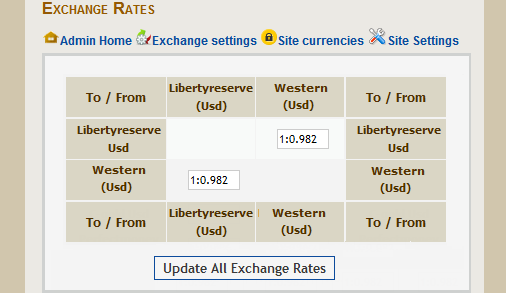 Exchange Rates
Admin Home Exchange settings Site currencies Site Settings
To / From Libertyreserve (Usd) Western (Usd) To / From
Libertyreserve Usd 1:0.982 Libertyreserve Usd
Western (Usd) 1:0.982 Western (Usd)
To / From Libertyreserve (Usd) Western (Usd) To / From
Update All Exchange Rates